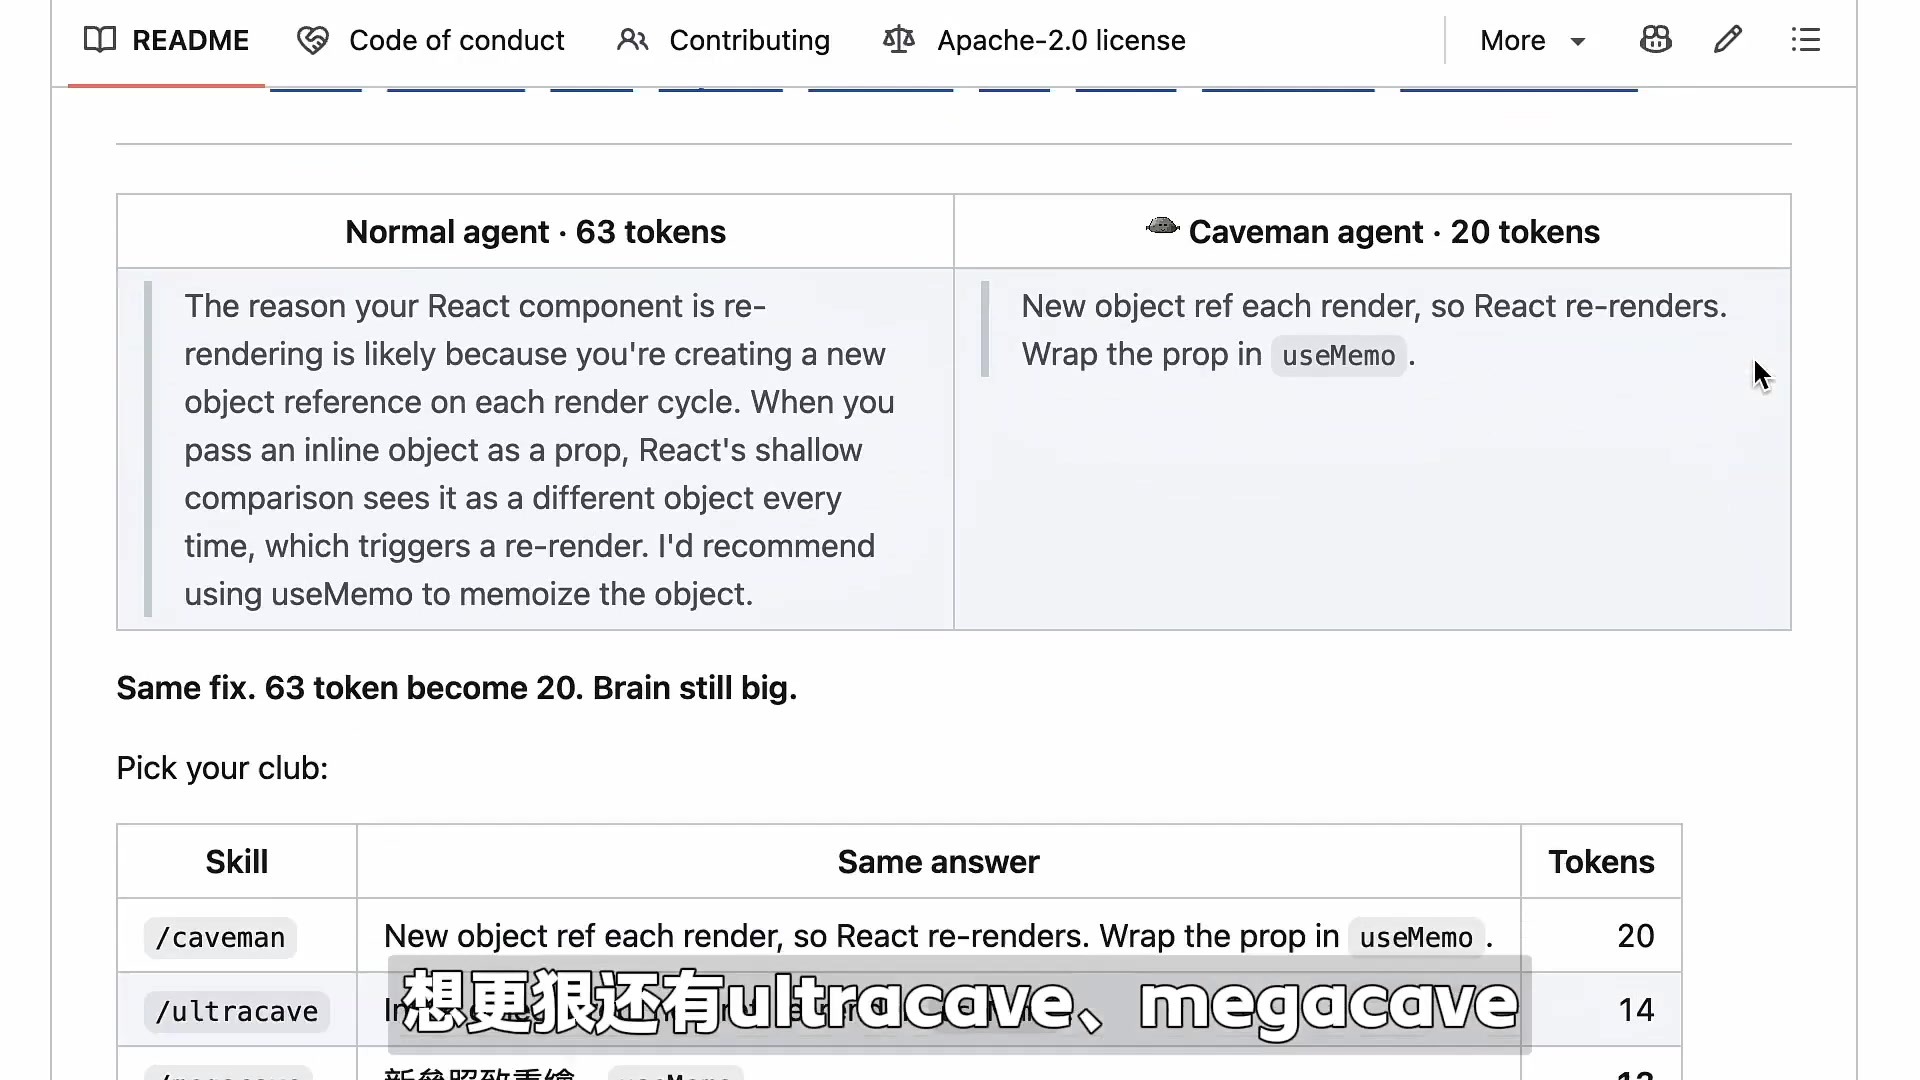 README Code of conduct Contributing Apache-2.0 license More
Normal agent · 63 tokens
Caveman agent · 20 tokens
The reason your React component is re-
rendering is likely because you're creating a new
object reference on each render cycle. When you
pass an inline object as a prop, React's shallow
comparison sees it as a different object every
time, which triggers a re-render. I'd recommend
using useMemo to memoize the object.
New object ref each render, so React re-renders.
Wrap the prop in useMemo.
Same fix. 63 token become 20. Brain still big.
Pick your club:
Skill Same answer Tokens
/caveman New object ref each render, so React re-renders. Wrap the prop in useMemo. 20
/ultracave 14
想更狠还有ultracave、megacave